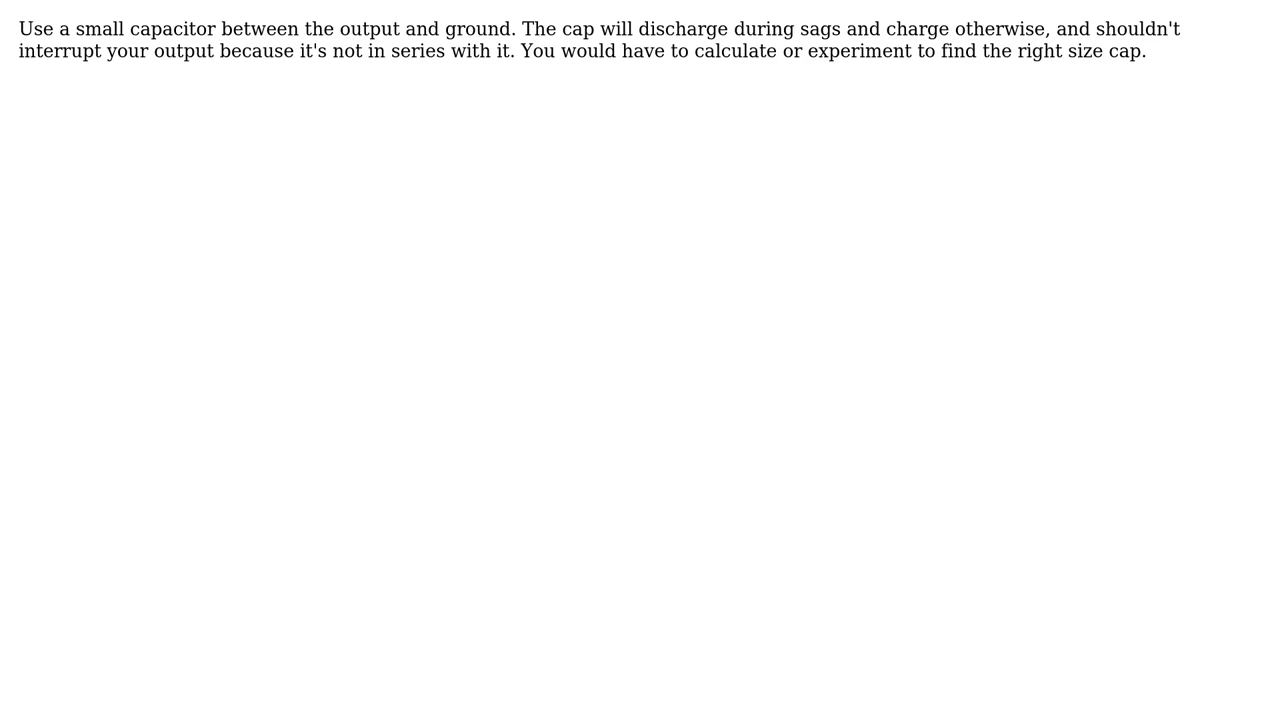 Use a small capacitor between the output and ground. The cap will discharge during sags and charge otherwise, and shouldn't
interrupt your output because it's not in series with it. You would have to calculate or experiment to find the right size cap.